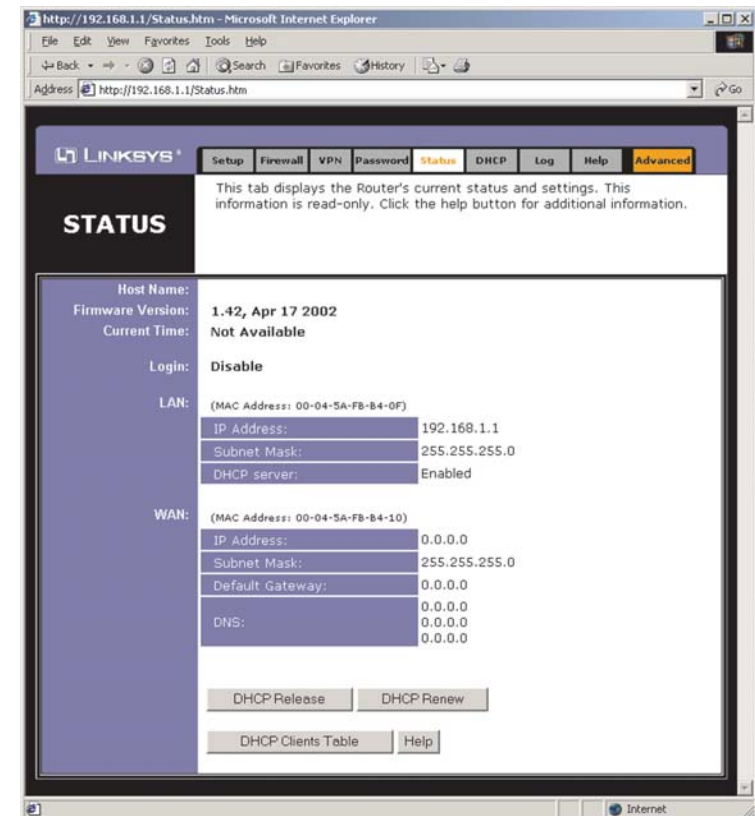 http://192.168.1.1/Status.htm - Microsoft Internet Explorer
File Edit View Favorites Tools Help
Back Search Favorites History
Address http://192.168.1.1/Status.htm Go
LINKSYS®
Setup Firewall VPN Password Status DHCP Log Help Advanced
STATUS
This tab displays the Router's current status and settings. This
information is read-only. Click the help button for additional information.
Host Name:
Firmware Version: 1.42, Apr 17 2002
Current Time: Not Available
Login: Disable
LAN: (MAC Address: 00-04-5A-FB-B4-0F)
IP Address: 192.168.1.1
Subnet Mask: 255.255.255.0
DHCP server: Enabled
WAN: (MAC Address: 00-04-5A-FB-B4-10)
IP Address: 0.0.0.0
Subnet Mask: 255.255.255.0
Default Gateway: 0.0.0.0
DNS: 0.0.0.0
0.0.0.0
0.0.0.0
DHCP Release DHCP Renew
DHCP Clients Table Help
Internet